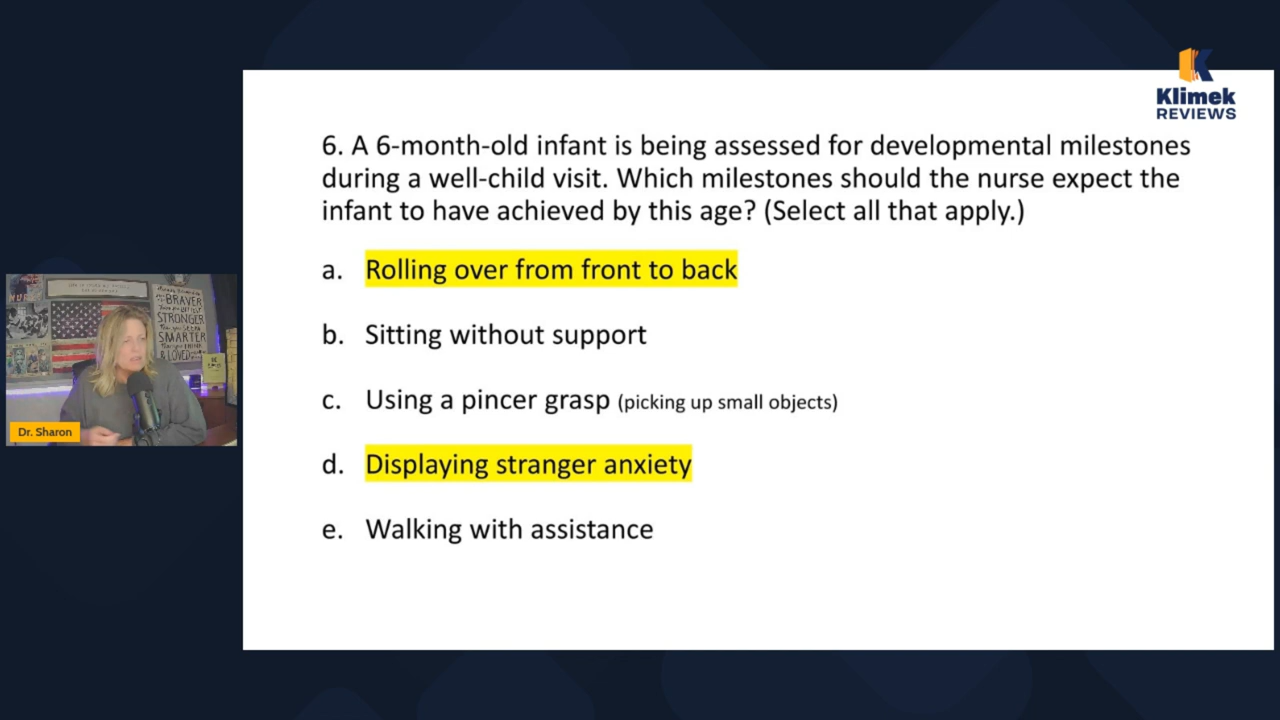 Klimek
REVIEWS
6. A 6-month-old infant is being assessed for developmental milestones
during a well-child visit. Which milestones should the nurse expect the
infant to have achieved by this age? (Select all that apply.)
a. Rolling over from front to back
b. Sitting without support
c. Using a pincer grasp (picking up small objects)
d. Displaying stranger anxiety
e. Walking with assistance
BRAVER
STRONGER
SMARTER
& LOVED
Dr. Sharon